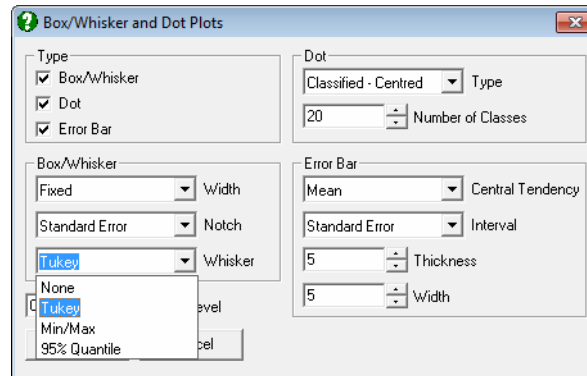 Box/Whisker and Dot Plots
Type
Box/Whisker
Dot
Error Bar
Dot
Classified - Centred Type
20 Number of Classes
Box/Whisker
Fixed Width
Standard Error Notch
Tukey Whisker
None
Tukey
Min/Max
95% Quantile
Error Bar
Mean Central Tendency
Standard Error Interval
5 Thickness
5 Width